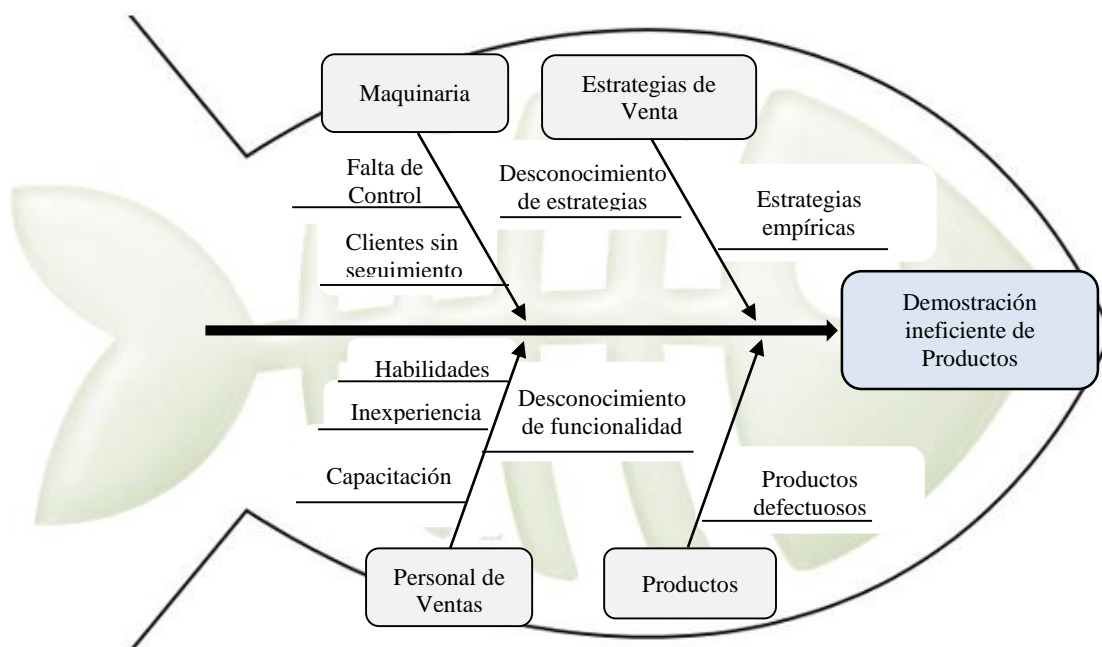 Maquinaria
Estrategias de
Venta
Falta de
Control
Desconocimiento
de estrategias
Estrategias
empíricas
Clientes sin
seguimiento
Demostración
ineficiente de
Productos
Habilidades
Inexperiencia
Desconocimiento
de funcionalidad
Capacitación
Productos
defectuosos
Personal de
Ventas
Productos